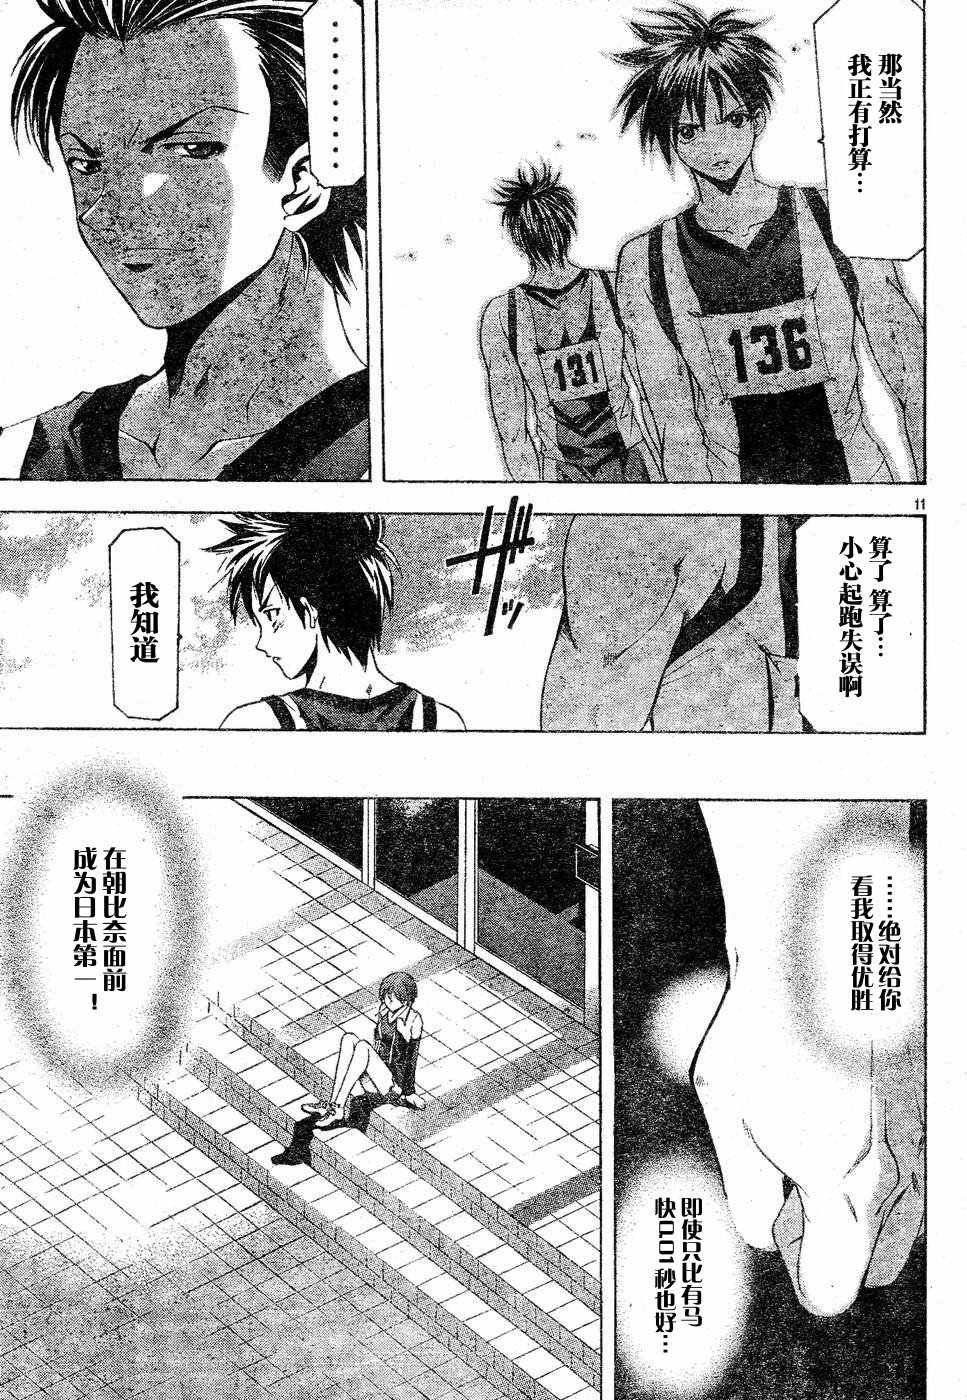 那当然
我正有打算…
136
131
………
11
算了 算了…
小心起跑失误啊
我知道
……绝对给你
看我取得优胜
即使只比有马
快0.01秒也好…
在朝比奈面前
成为日本第一！